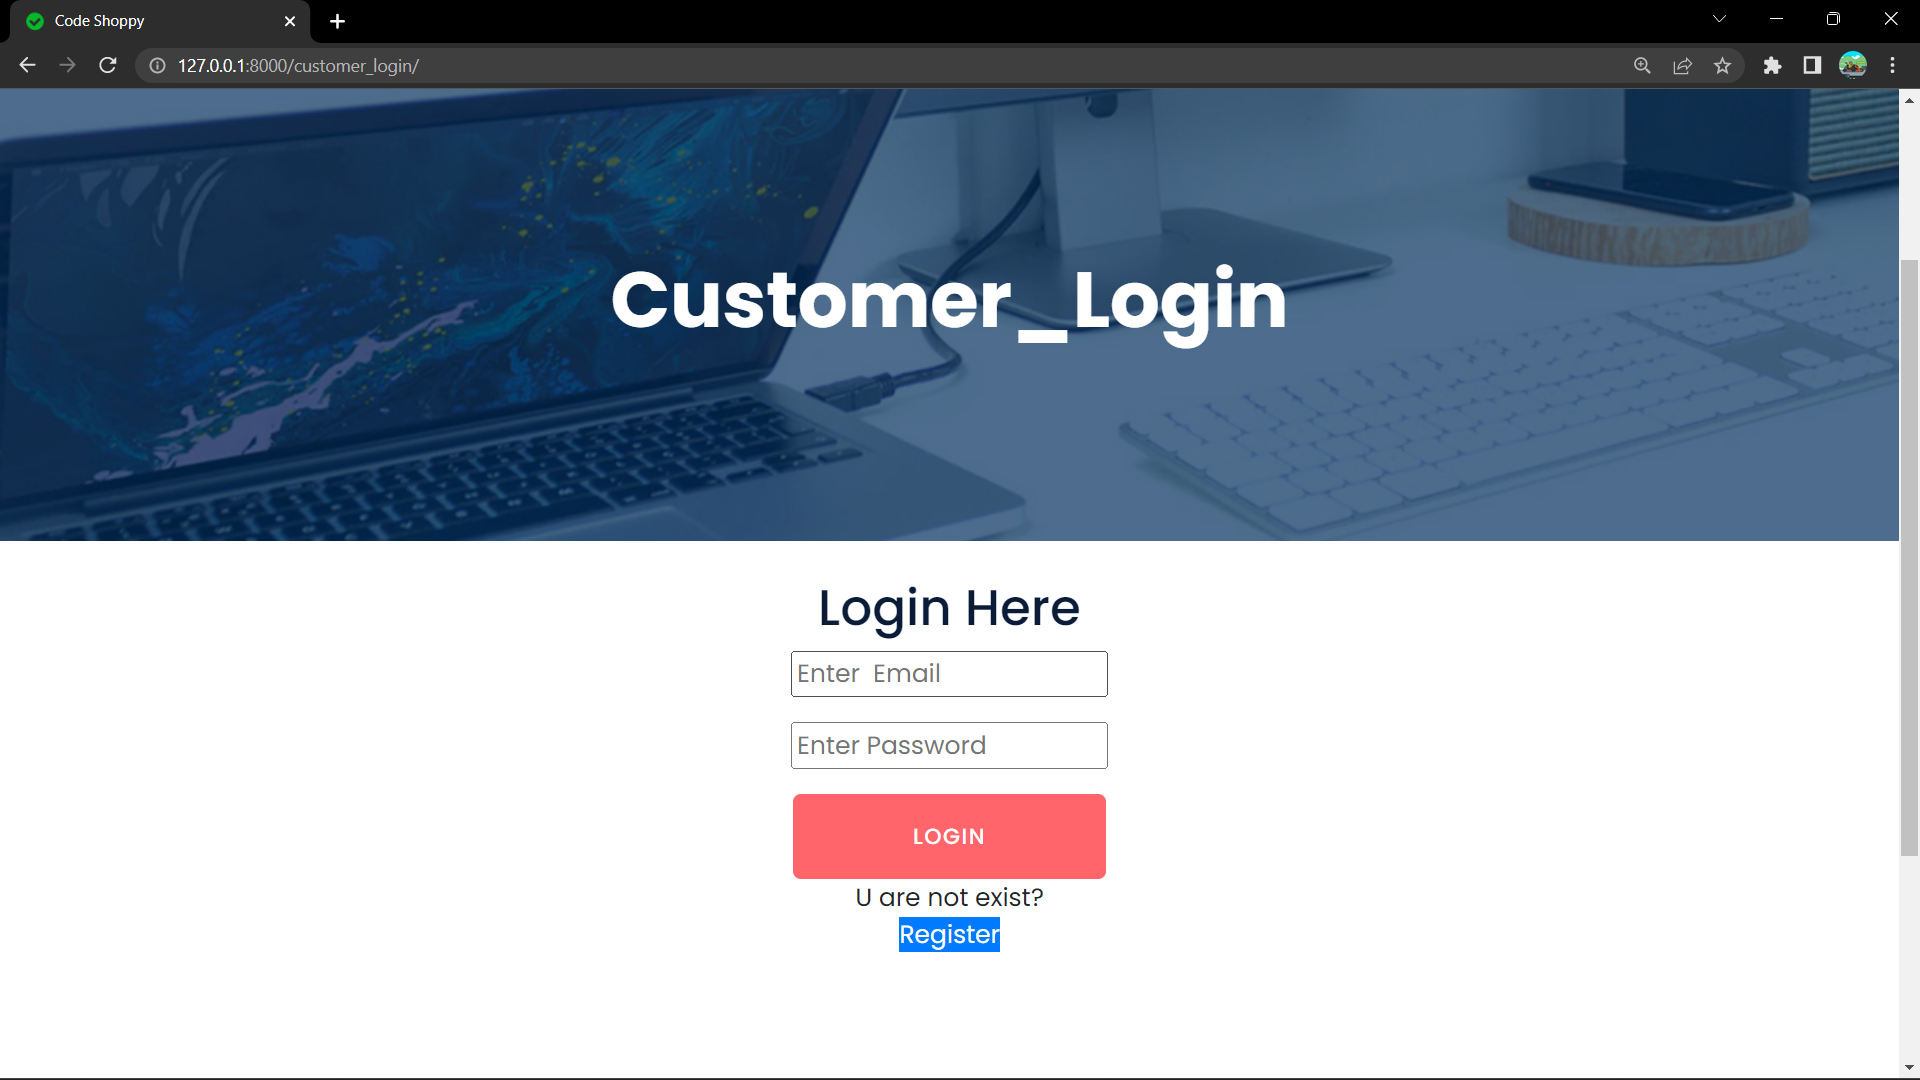 Code Shoppy
127.0.0.1:8000/customer_login/
Customer_Login
Login Here
Enter  Email
Enter Password
LOGIN
U are not exist?
Register